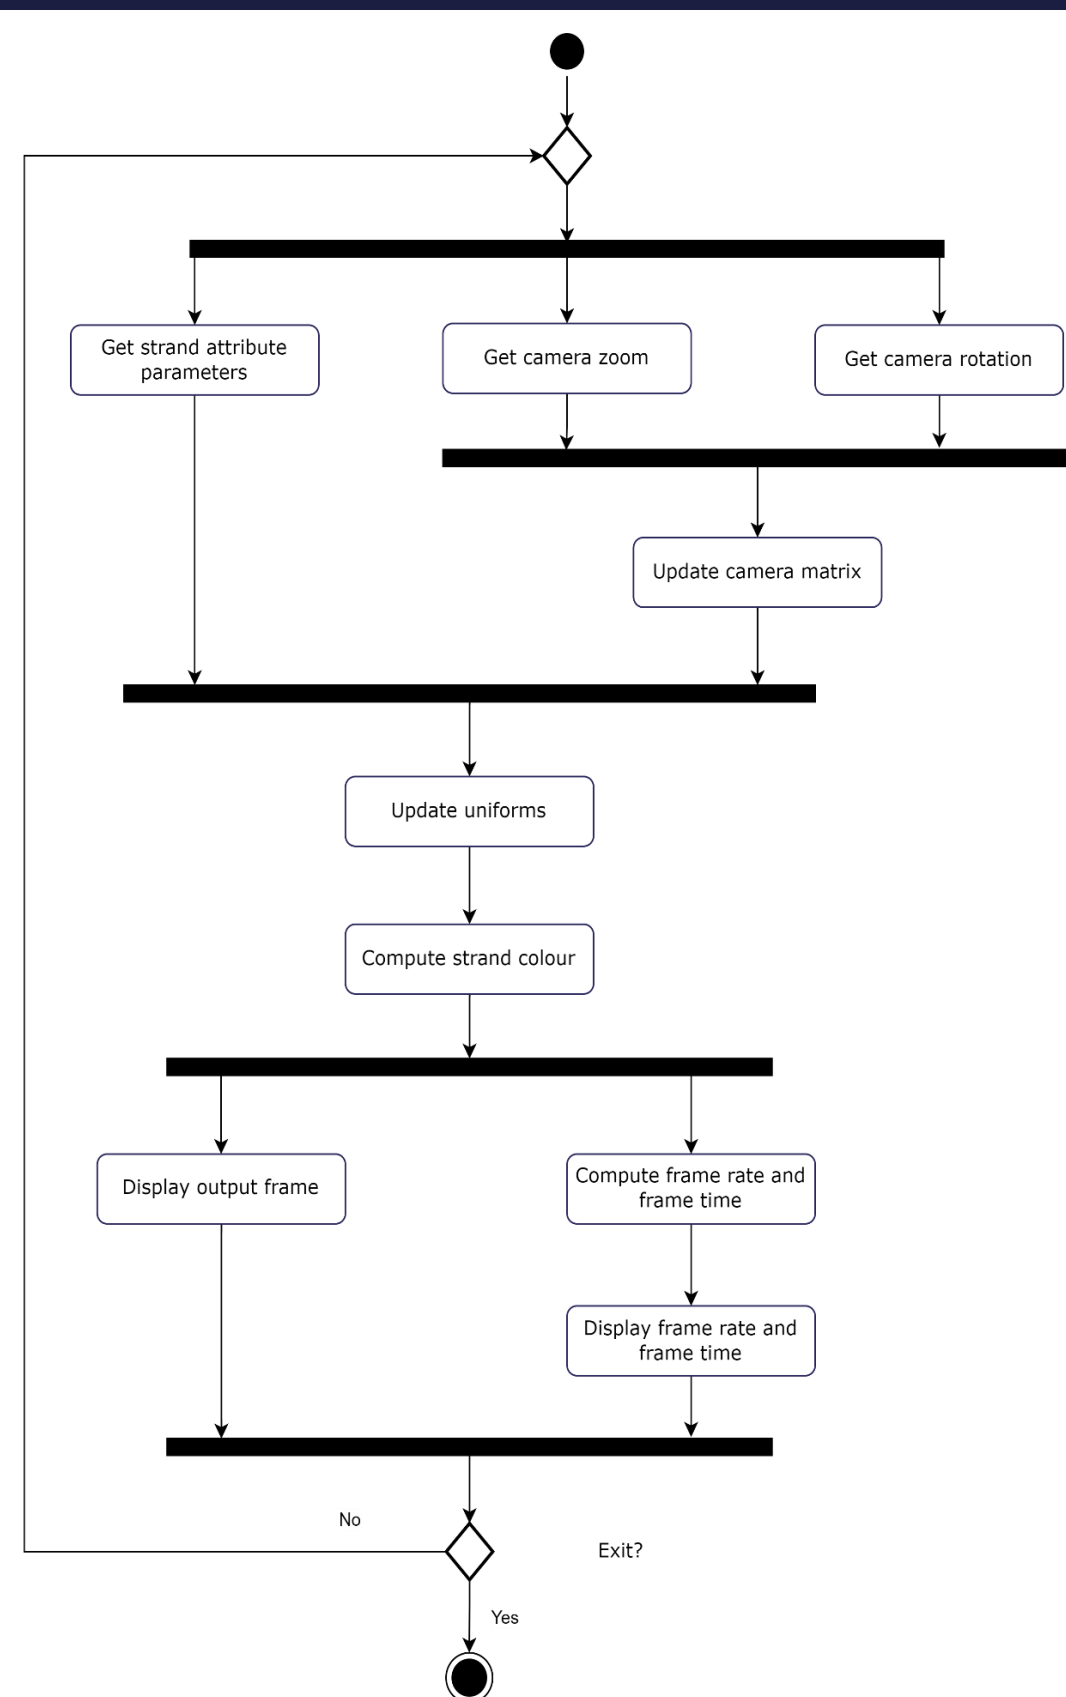 Get strand attribute
parameters
Get camera zoom
Get camera rotation
Update camera matrix
Update uniforms
Compute strand colour
Display output frame
Compute frame rate and
frame time
Display frame rate and
frame time
No
Exit?
Yes